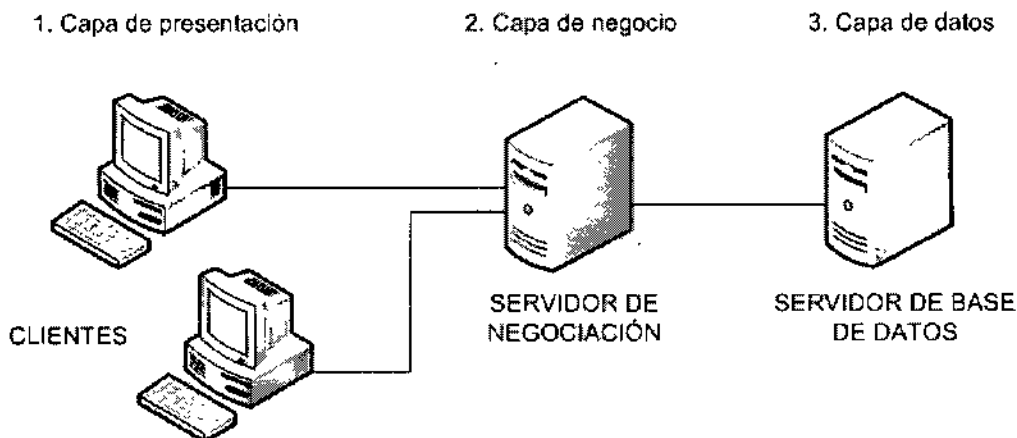 1. Capa de presentación
2. Capa de negocio
3. Capa de datos
CLIENTES
SERVIDOR DE
NEGOCIACIÓN
SERVIDOR DE BASE
DE DATOS